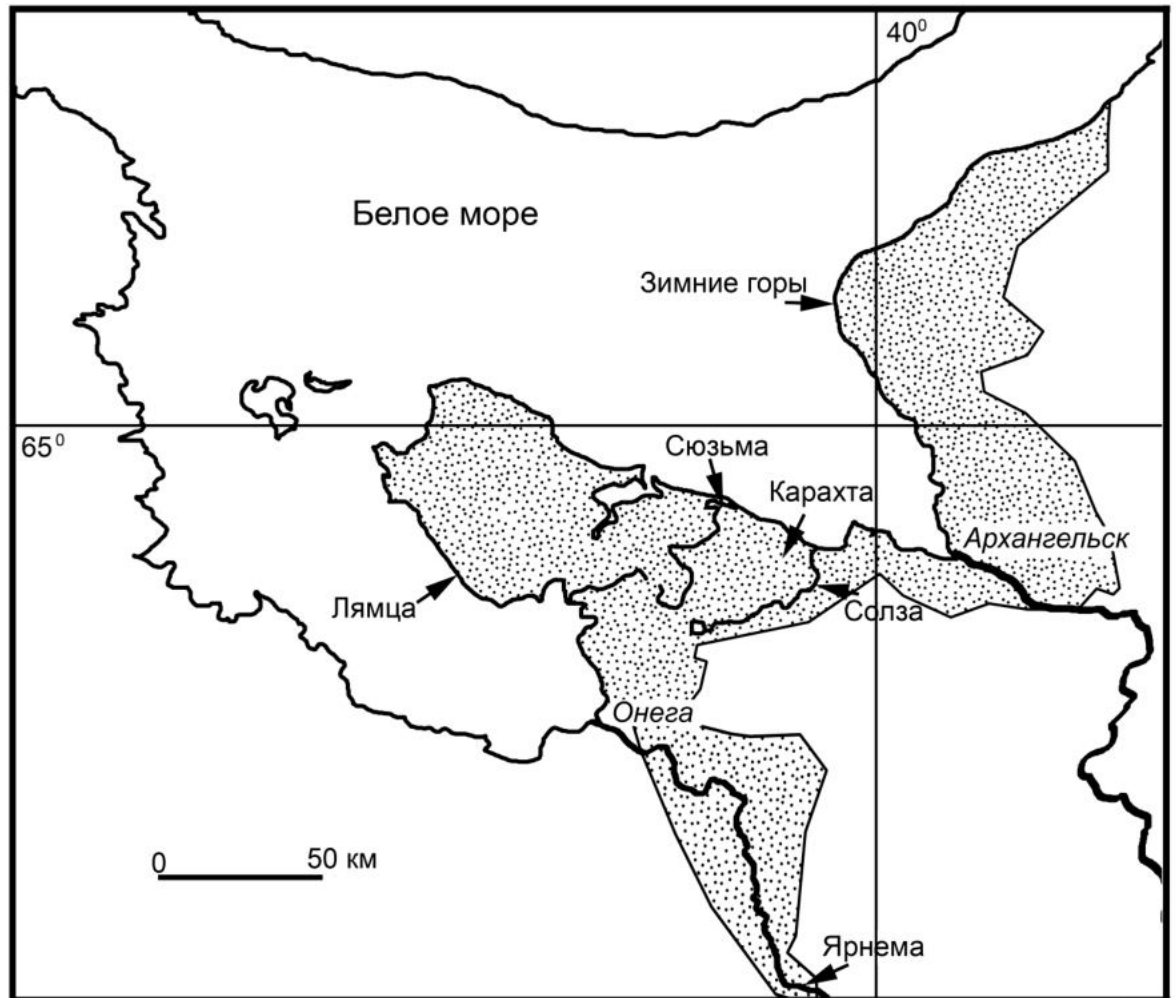 40⁰
Белое море
Зимние горы
65⁰
Сюзьма
Карахта
Архангельск
Лямца
Солза
Онега
0 50 км
Ярнема